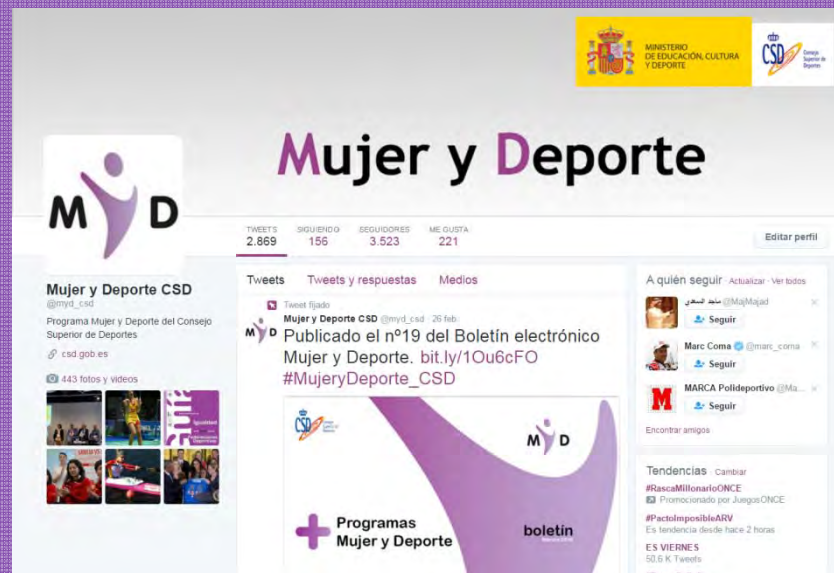 MINISTERIO
DE EDUCACIÓN, CULTURA
Y DEPORTE
CSD
Consejo
Superior de
Deportes
Mujer y Deporte
M D
TWEETS SIGUIENDO SEGUIDORES ME GUSTA
2.869 156 3.523 221
Editar perfil
Mujer y Deporte CSD
@myd_csd
Programa Mujer y Deporte del Consejo
Superior de Deportes
csd.gob.es
443 fotos y vídeos
Tweets Tweets y respuestas Medios
Tweet fijado
Mujer y Deporte CSD @myd_csd · 26 feb.
Publicado el nº19 del Boletín electrónico
Mujer y Deporte. bit.ly/1Ou6cFO
#MujeryDeporte_CSD
CSD
M D
Programas
Mujer y Deporte
boletín
A quién seguir · Actualizar · Ver todos
ماجد السعدي @MajMajad
Seguir
Marc Coma @marc_coma
Seguir
MARCA Polideportivo @Ma...
M
Seguir
Encontrar amigos
Tendencias · Cambiar
#RascaMillonarioONCE
Promocionado por JuegosONCE
#PactoImposibleARV
Es tendencia desde hace 2 horas
ES VIERNES
50,6 K Tweets